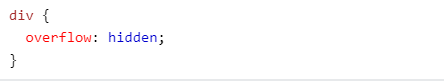 div {
  overflow: hidden;
}